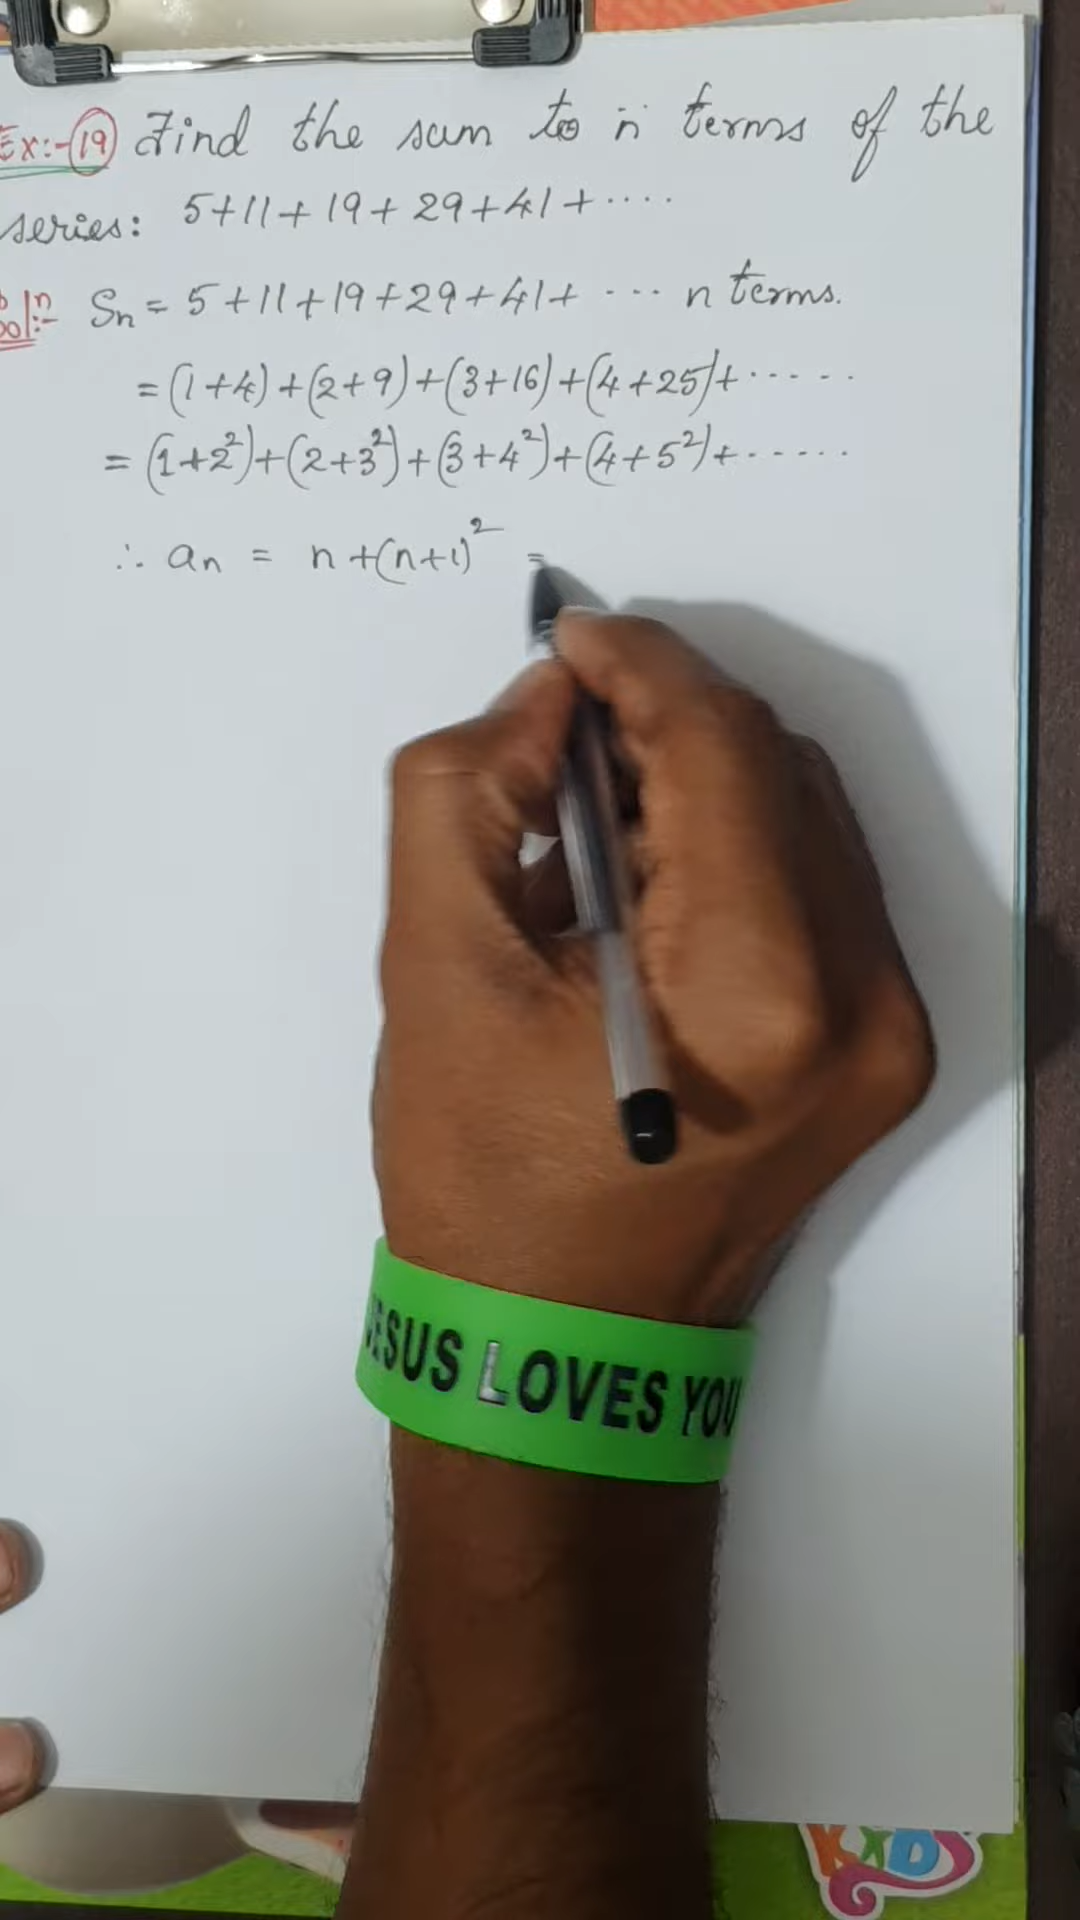 Ex:-19 Find the sum to n terms of the
series: 5+11+19+29+41+....
Soln:- Sn = 5+11+19+29+41+ ... n terms.
=(1+4)+(2+9)+(3+16)+(4+25)+......
=(1+2²)+(2+3²)+(3+4²)+(4+5²)+......
∴ an = n+(n+1)² =
JESUS LOVES YOU
KIDS